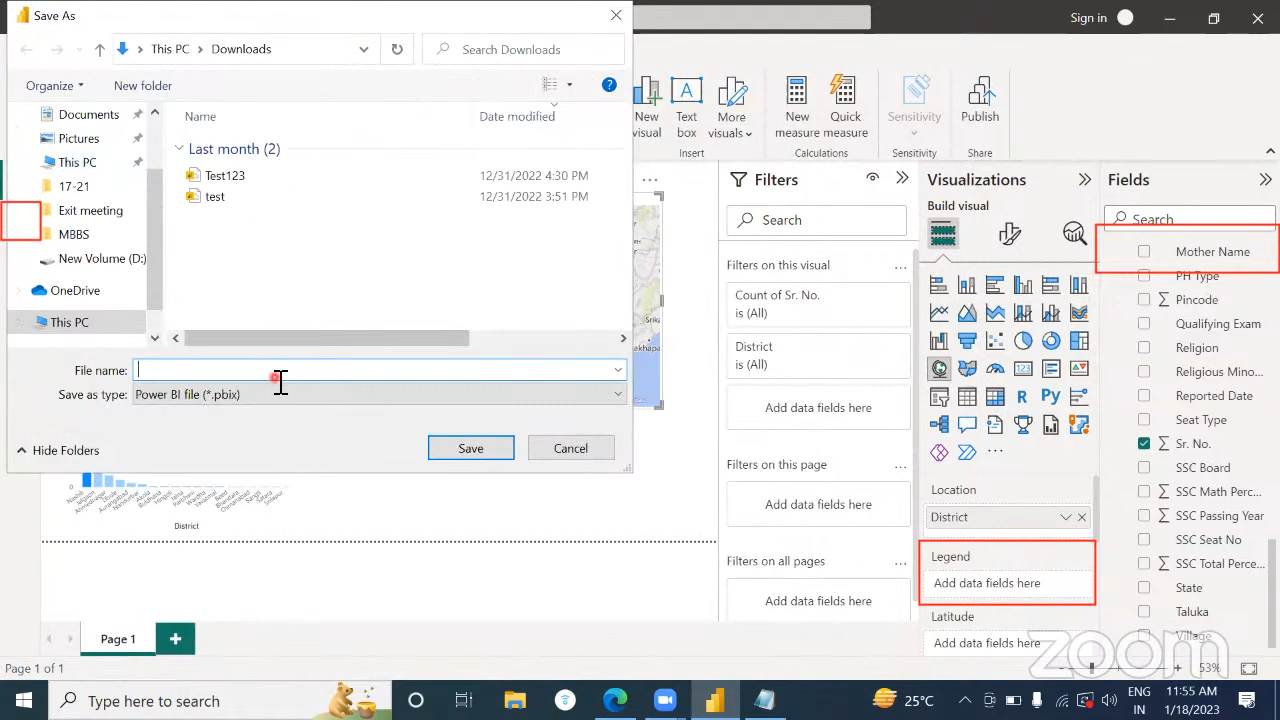 Save As
Sign in
This PC
Downloads
Search Downloads
Organize
New folder
Documents
Pictures
This PC
17-21
Exit meeting
MBBS
New Volume (D:)
OneDrive
This PC
Name
Date modified
Last month (2)
Test123
12/31/2022 4:30 PM
test
12/31/2022 3:51 PM
File name:
Save as type:
Power BI file (*.pbix)
Hide Folders
Save
Cancel
New
visual
Text
box
More
visuals
Insert
New
measure
Quick
measure
Calculations
Sensitivity
Sensitivity
Publish
Share
Filters
Search
Filters on this visual
...
Count of Sr. No.
is (All)
District
is (All)
Add data fields here
Filters on this page
...
Add data fields here
Filters on all pages
...
Add data fields here
Visualizations
Build visual
R
Py
...
Location
District
Legend
Add data fields here
Latitude
Add data fields here
Fields
Search
Mother Name
PH Type
Pincode
Qualifying Exam
Religion
Religious Mino...
Reported Date
Seat Type
Sr. No.
SSC Board
SSC Math Perc...
SSC Passing Year
SSC Seat No
SSC Total Perce...
State
Taluka
Village
0
District
Page 1
Page 1 of 1
53%
zoom
Type here to search
25°C
ENG
IN
11:55 AM
1/18/2023